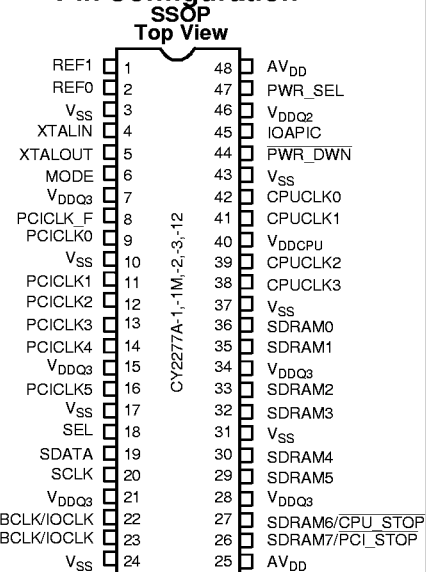 Pin Configuration
SSOP
Top View
REF1 1 48 AVDD
REF0 2 47 PWR_SEL
VSS 3 46 VDDQ2
XTALIN 4 45 IOAPIC
XTALOUT 5 44 PWR_DWN
MODE 6 43 VSS
VDDQ3 7 42 CPUCLK0
PCICLK_F 8 41 CPUCLK1
PCICLK0 9 40 VDDCPU
VSS 10 39 CPUCLK2
PCICLK1 11 38 CPUCLK3
PCICLK2 12 37 VSS
PCICLK3 13 36 SDRAM0
PCICLK4 14 35 SDRAM1
VDDQ3 15 34 VDDQ3
PCICLK5 16 33 SDRAM2
VSS 17 32 SDRAM3
SEL 18 31 VSS
SDATA 19 30 SDRAM4
SCLK 20 29 SDRAM5
VDDQ3 21 28 VDDQ3
BCLK/IOCLK 22 27 SDRAM6/CPU_STOP
BCLK/IOCLK 23 26 SDRAM7/PCI_STOP
VSS 24 25 AVDD
CY2277A-1,-1M,-2,-3,-12